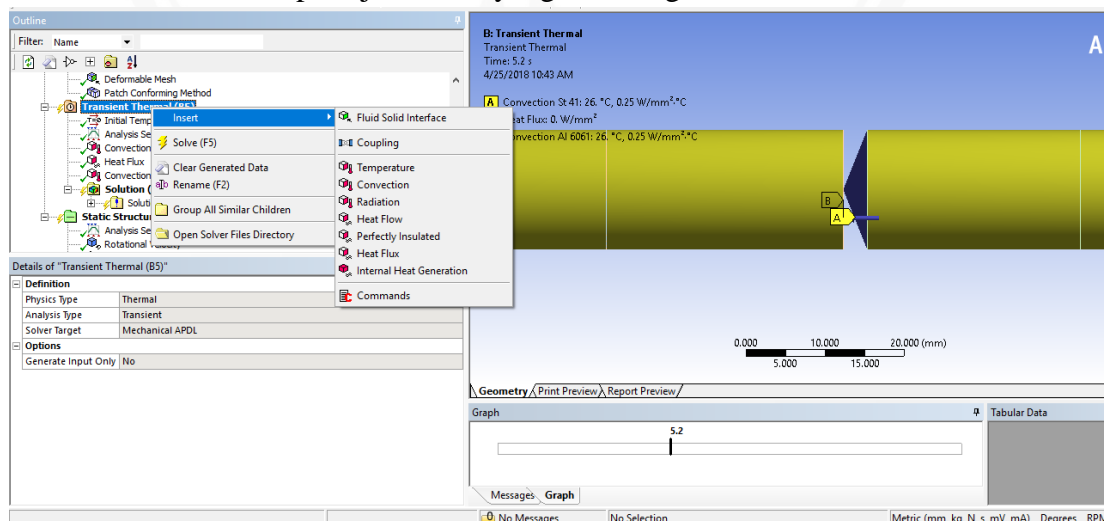 Outline
Filter: Name
Deformable Mesh
Patch Conforming Method
Transient Thermal (B5)
Initial Temp
Analysis Se
Convection
Heat Flux
Convection
Solution (
Soluti
Static Structur
Analysis Se
Rotational Velocity
Insert
Solve (F5)
Clear Generated Data
Rename (F2)
Group All Similar Children
Open Solver Files Directory
Fluid Solid Interface
Coupling
Temperature
Convection
Radiation
Heat Flow
Perfectly Insulated
Heat Flux
Internal Heat Generation
Commands
Details of "Transient Thermal (B5)"
Definition
Physics Type Thermal
Analysis Type Transient
Solver Target Mechanical APDL
Options
Generate Input Only No
B: Transient Thermal
Transient Thermal
Time: 5.2 s
4/25/2018 10:43 AM
A Convection St 41: 26. °C, 0.25 W/mm²·°C
eat Flux: 0. W/mm²
onvection Al 6061: 26. °C, 0.25 W/mm²·°C
A
B
A
0.000 10.000 20.000 (mm)
5.000 15.000
Geometry Print Preview Report Preview
Graph
5.2
Messages Graph
Tabular Data
0 No Messages No Selection Metric (mm, kg, N, s, mV, mA) Degrees RPM